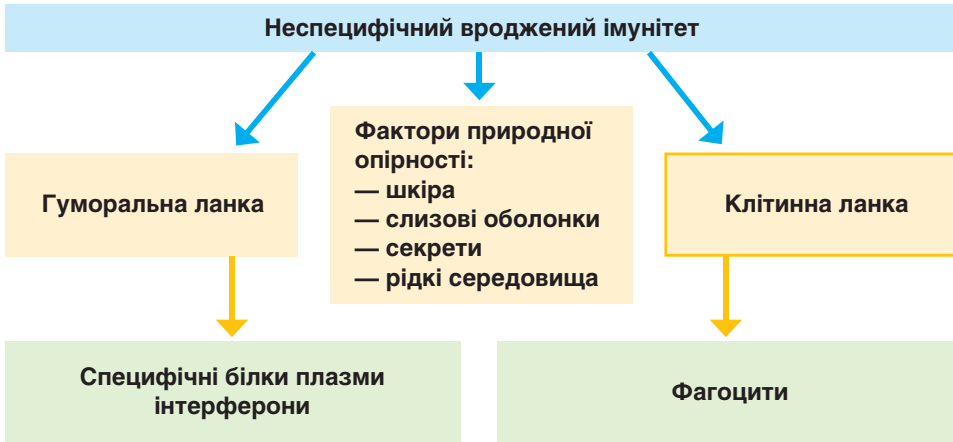 Неспецифічний вроджений імунітет
Гуморальна ланка
Фактори природної
опірності:
— шкіра
— слизові оболонки
— секрети
— рідкі середовища
Клітинна ланка
Специфічні білки плазми
інтерферони
Фагоцити